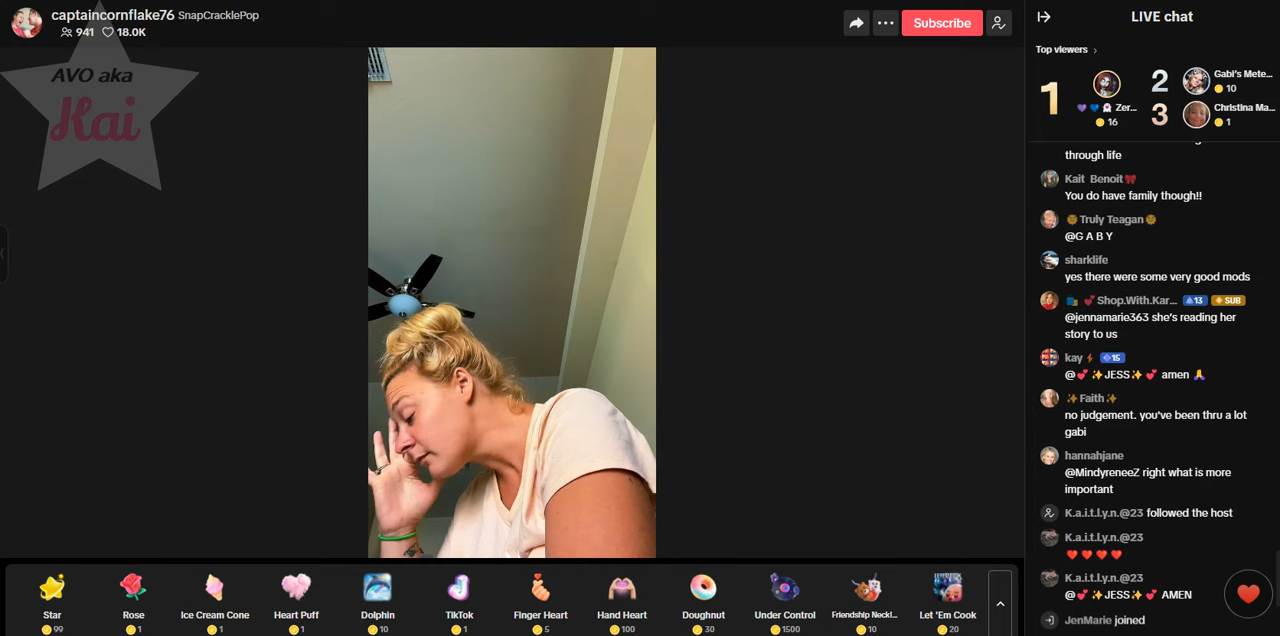 captaincornflake76 SnapCracklePop
941 18.0K
AVO aka
Kai
Subscribe
LIVE chat
Top viewers
1
Zer...
16
2
Gabi's Mete...
10
3
Christina Ma...
1
through life
Kait Benoit
You do have family though!!
Truly Teagan
@G A B Y
sharklife
yes there were some very good mods
Shop.With.Kar... 13 SUB
@jennamarie363 she's reading her
story to us
kay 15
@💕✨JESS✨💕 amen 🙏
✨Faith✨
no judgement. you've been thru a lot
gabi
hannahjane
@MindyreneeZ right what is more
important
K.a.i.t.l.y.n.@23 followed the host
K.a.i.t.l.y.n.@23
❤️❤️❤️❤️
K.a.i.t.l.y.n.@23
@💕✨JESS✨💕 AMEN
JenMarie joined
Star Rose Ice Cream Cone Heart Puff Dolphin TikTok Finger Heart Hand Heart Doughnut Under Control Friendship Neckl... Let 'Em Cook
99 1 1 1 10 1 5 100 30 1500 10 20